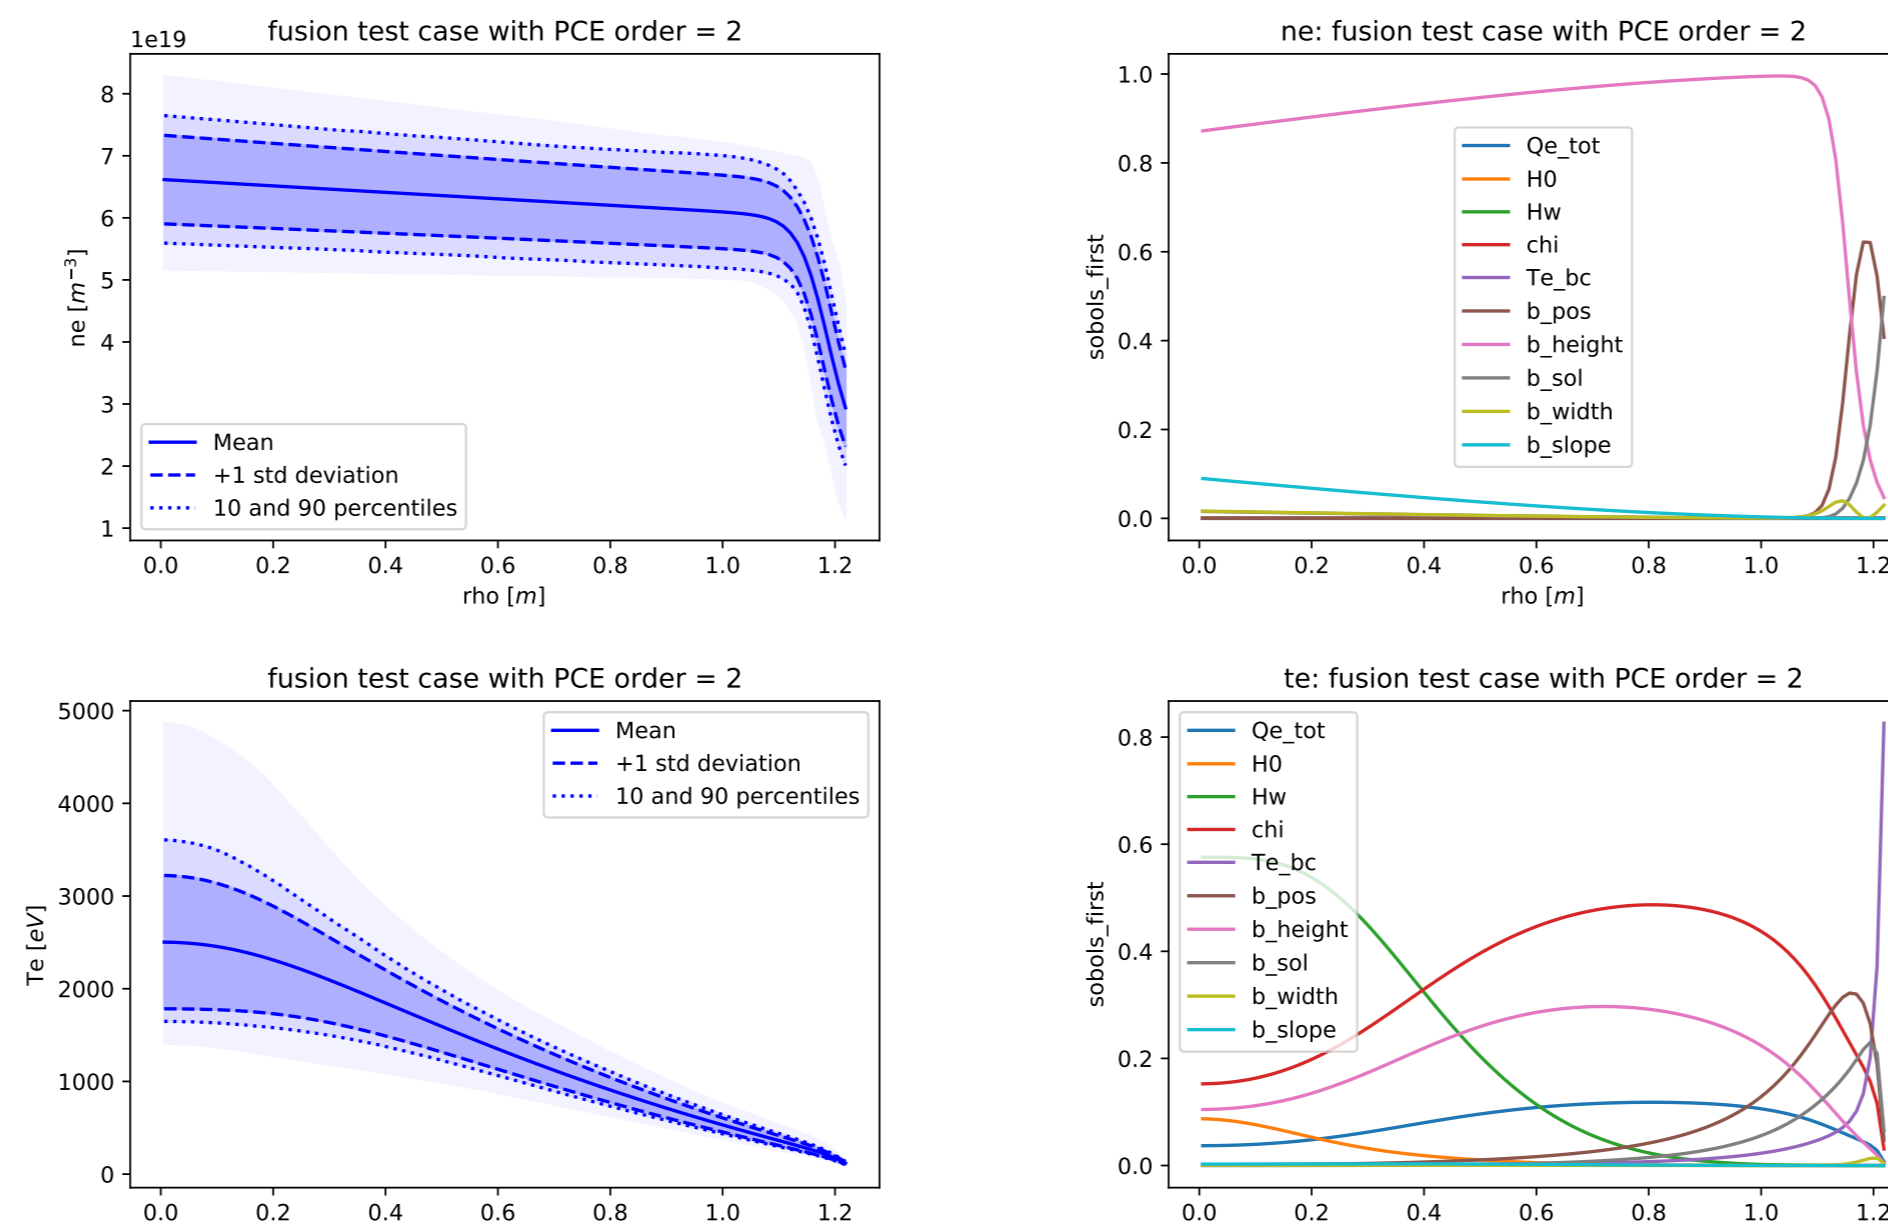 fusion test case with PCE order = 2
1e19
8
7
6
5
4
3
2
1
ne [m⁻³]
Mean
+1 std deviation
10 and 90 percentiles
0.0 0.2 0.4 0.6 0.8 1.0 1.2
rho [m]
ne: fusion test case with PCE order = 2
1.0
0.8
0.6
0.4
0.2
0.0
sobols_first
Qe_tot
H0
Hw
chi
Te_bc
b_pos
b_height
b_sol
b_width
b_slope
0.0 0.2 0.4 0.6 0.8 1.0 1.2
rho [m]
fusion test case with PCE order = 2
5000
4000
3000
2000
1000
0
Te [eV]
Mean
+1 std deviation
10 and 90 percentiles
0.0 0.2 0.4 0.6 0.8 1.0 1.2
te: fusion test case with PCE order = 2
0.8
0.6
0.4
0.2
0.0
sobols_first
Qe_tot
H0
Hw
chi
Te_bc
b_pos
b_height
b_sol
b_width
b_slope
0.0 0.2 0.4 0.6 0.8 1.0 1.2